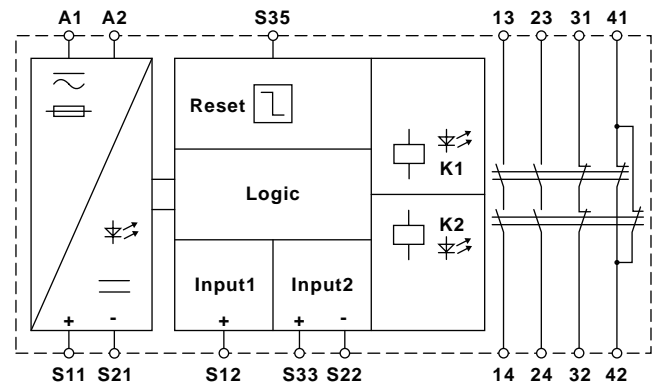 A1 A2 S35 13 23 31 41
Reset
K1
Logic
K2
Input1 Input2
+ - + + -
S11 S21 S12 S33 S22 14 24 32 42